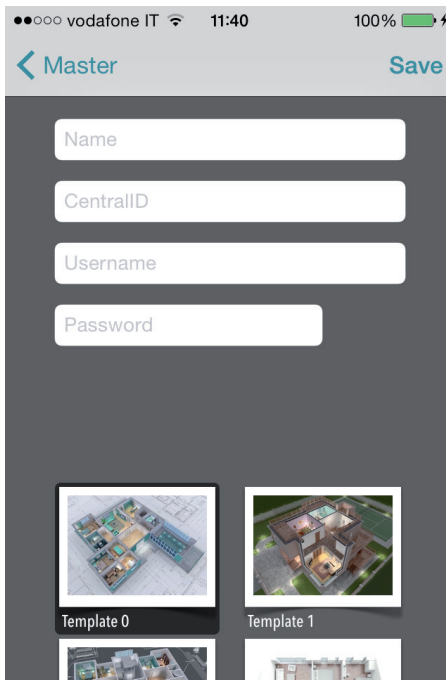 vodafone IT 11:40 100%
Master Save
Name
CentralID
Username
Password
Template 0 Template 1